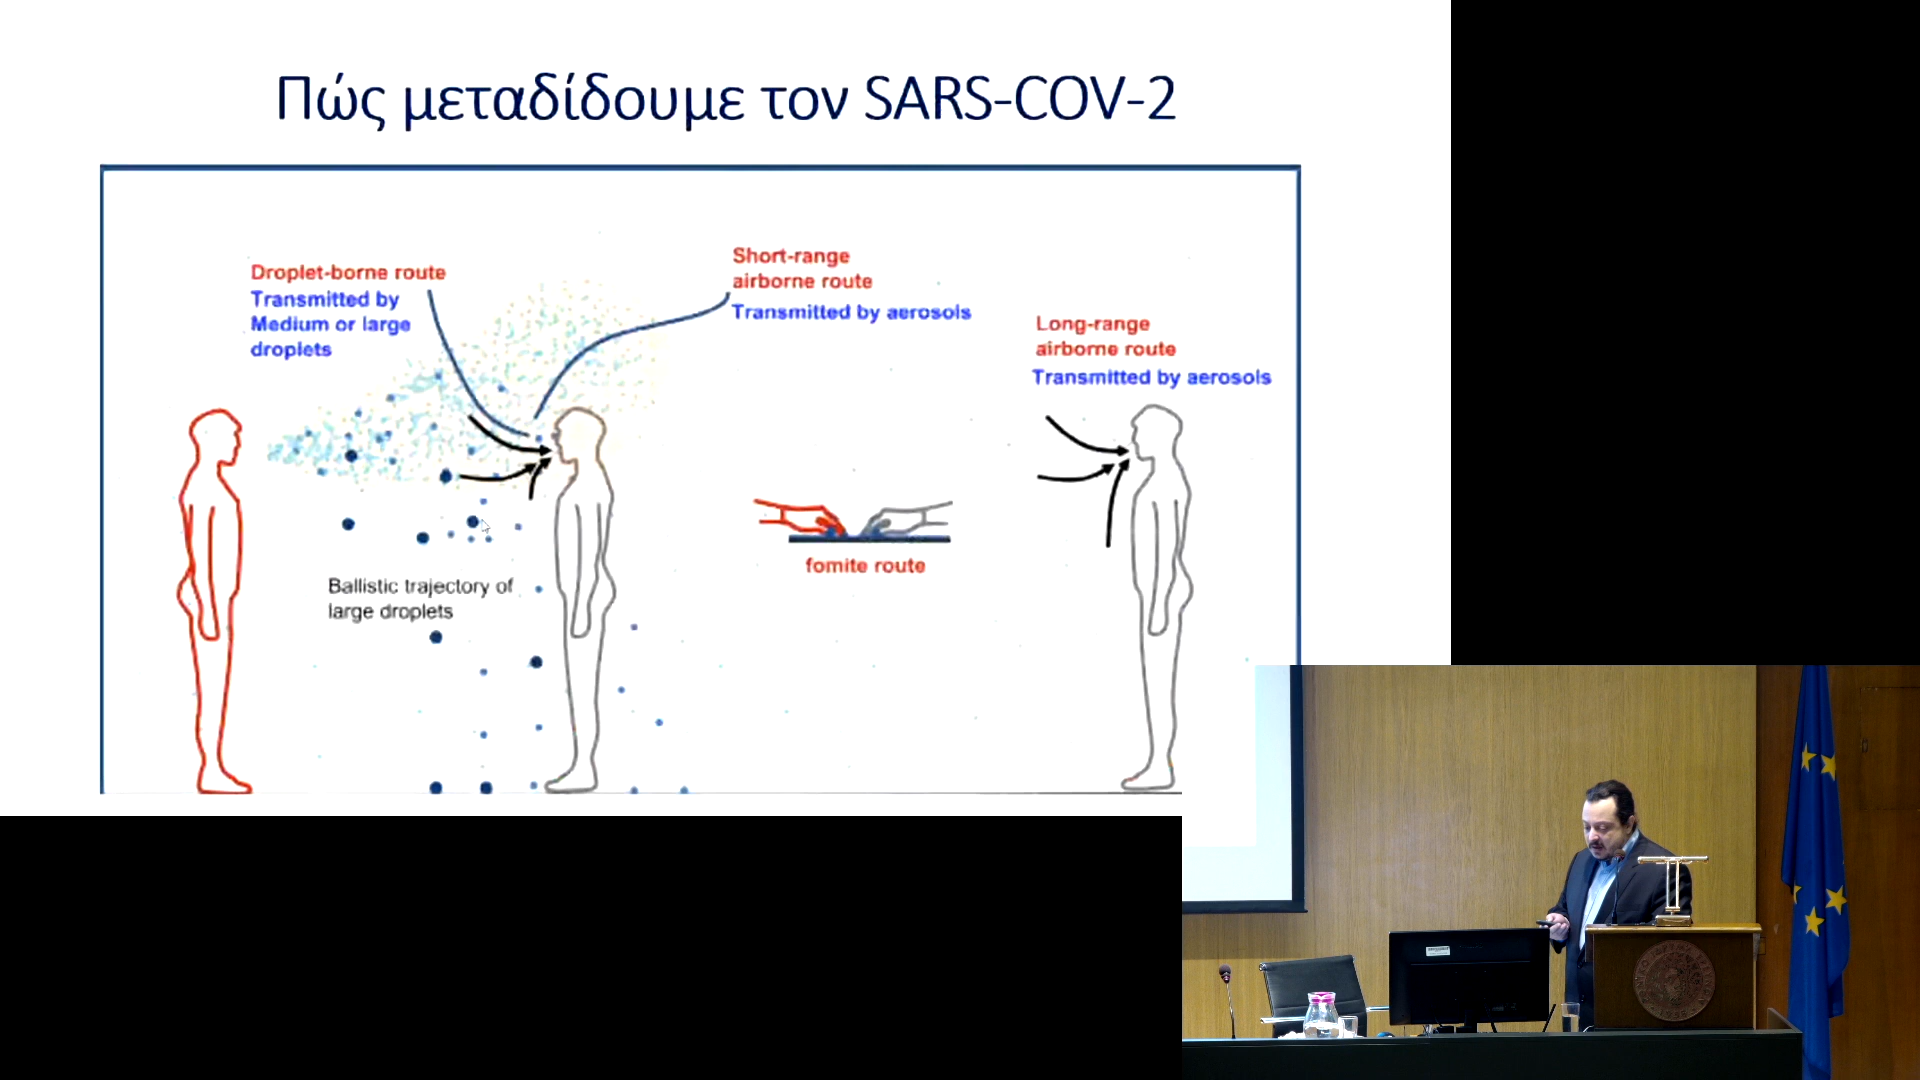 Πώς μεταδίδουμε τον SARS-COV-2
Droplet-borne route
Transmitted by
Medium or large
droplets
Short-range
airborne route
Transmitted by aerosols
Long-range
airborne route
Transmitted by aerosols
fomite route
Ballistic trajectory of
large droplets